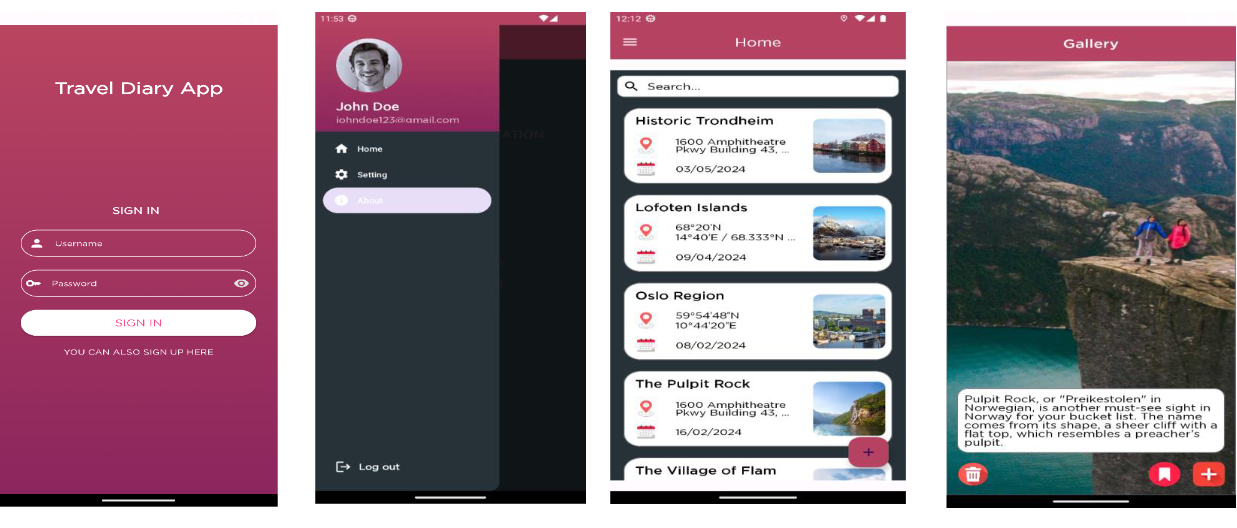 Travel Diary App
SIGN IN
Username
Password
SIGN IN
YOU CAN ALSO SIGN UP HERE
11:53
John Doe
iohndoe123@amail.com
ATION
Home
Setting
About
Log out
12:12
Home
Search...
Historic Trondheim
1600 Amphitheatre
Pkwy Building 43, ...
03/05/2024
Lofoten Islands
68°20'N
14°40'E / 68.333°N ...
09/04/2024
Oslo Region
59°54'48"N
10°44'20"E
08/02/2024
The Pulpit Rock
1600 Amphitheatre
Pkwy Building 43, ...
16/02/2024
+
The Village of Flam
Gallery
Pulpit Rock, or "Preikestolen" in
Norwegian, is another must-see sight in
Norway for your bucket list. The name
comes from its shape, a sheer cliff with a
flat top, which resembles a preacher's
pulpit.